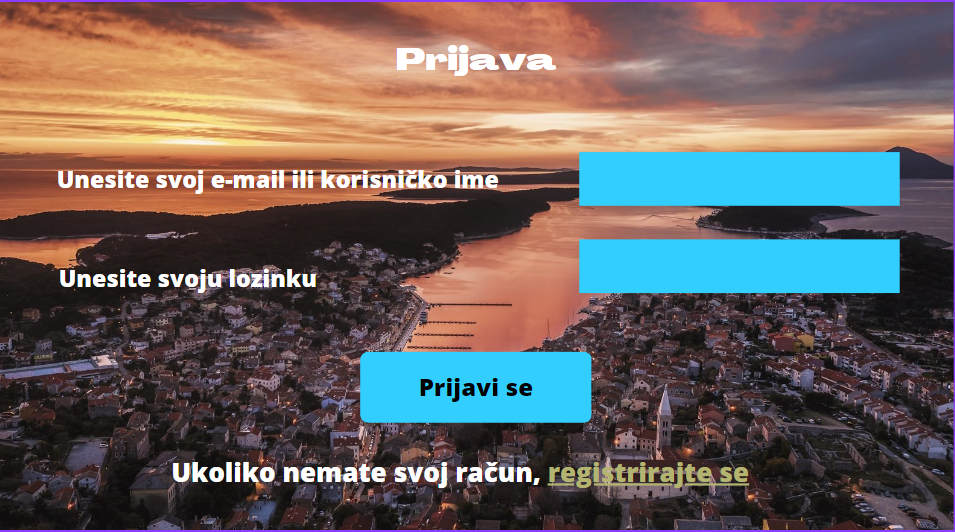 Prijava
Unesite svoj e-mail ili korisničko ime
Unesite svoju lozinku
Prijavi se
Ukoliko nemate svoj račun, registrirajte se